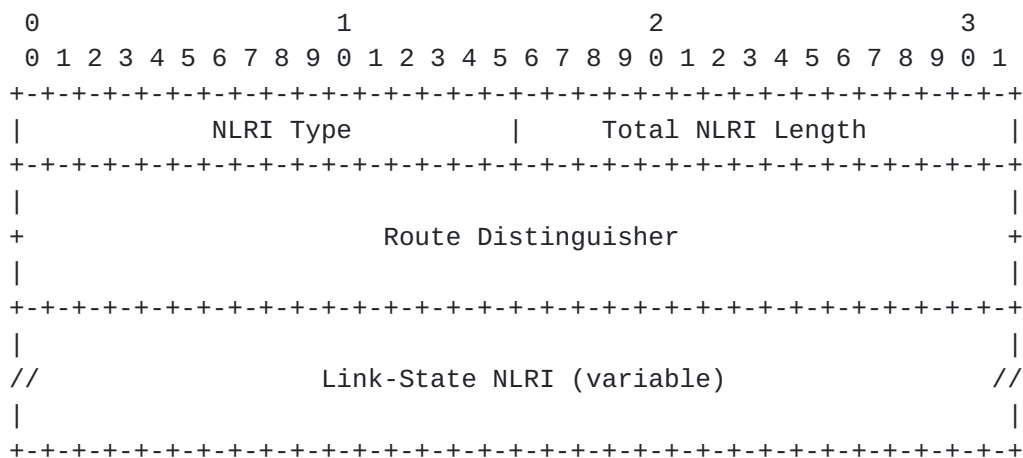 0                   1                   2                   3
 0 1 2 3 4 5 6 7 8 9 0 1 2 3 4 5 6 7 8 9 0 1 2 3 4 5 6 7 8 9 0 1
+-+-+-+-+-+-+-+-+-+-+-+-+-+-+-+-+-+-+-+-+-+-+-+-+-+-+-+-+-+-+-+-+
|            NLRI Type          |     Total NLRI Length         |
+-+-+-+-+-+-+-+-+-+-+-+-+-+-+-+-+-+-+-+-+-+-+-+-+-+-+-+-+-+-+-+-+
|                                                               |
+                       Route Distinguisher                     +
|                                                               |
+-+-+-+-+-+-+-+-+-+-+-+-+-+-+-+-+-+-+-+-+-+-+-+-+-+-+-+-+-+-+-+-+
|                                                               |
//                  Link-State NLRI (variable)                 //
|                                                               |
+-+-+-+-+-+-+-+-+-+-+-+-+-+-+-+-+-+-+-+-+-+-+-+-+-+-+-+-+-+-+-+-+